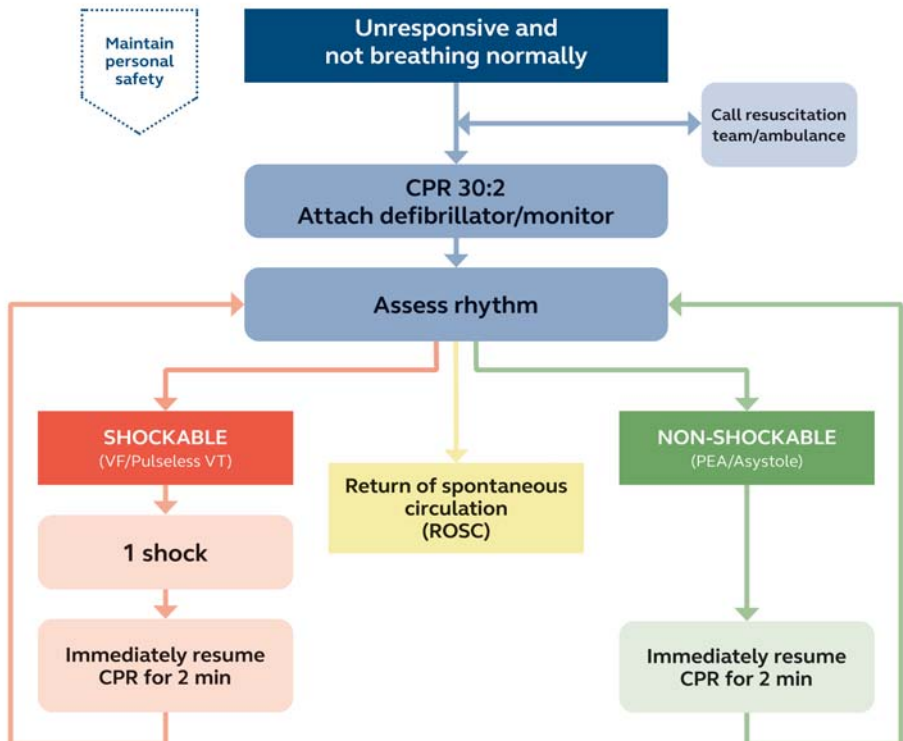 Maintain
personal
safety
Unresponsive and
not breathing normally
Call resuscitation
team/ambulance
CPR 30:2
Attach defibrillator/monitor
Assess rhythm
SHOCKABLE
(VF/Pulseless VT)
NON-SHOCKABLE
(PEA/Asystole)
Return of spontaneous
circulation
(ROSC)
1 shock
Immediately resume
CPR for 2 min
Immediately resume
CPR for 2 min